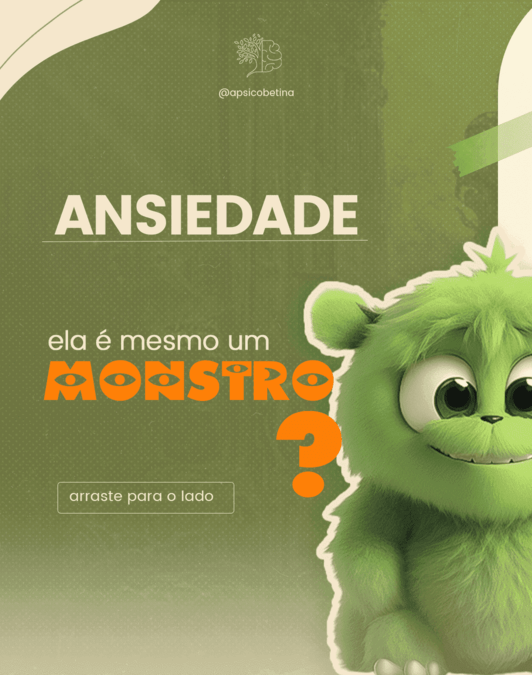 @apsicobetina
ANSIEDADE
ela é mesmo um
MONSTRO
?
arraste para o lado